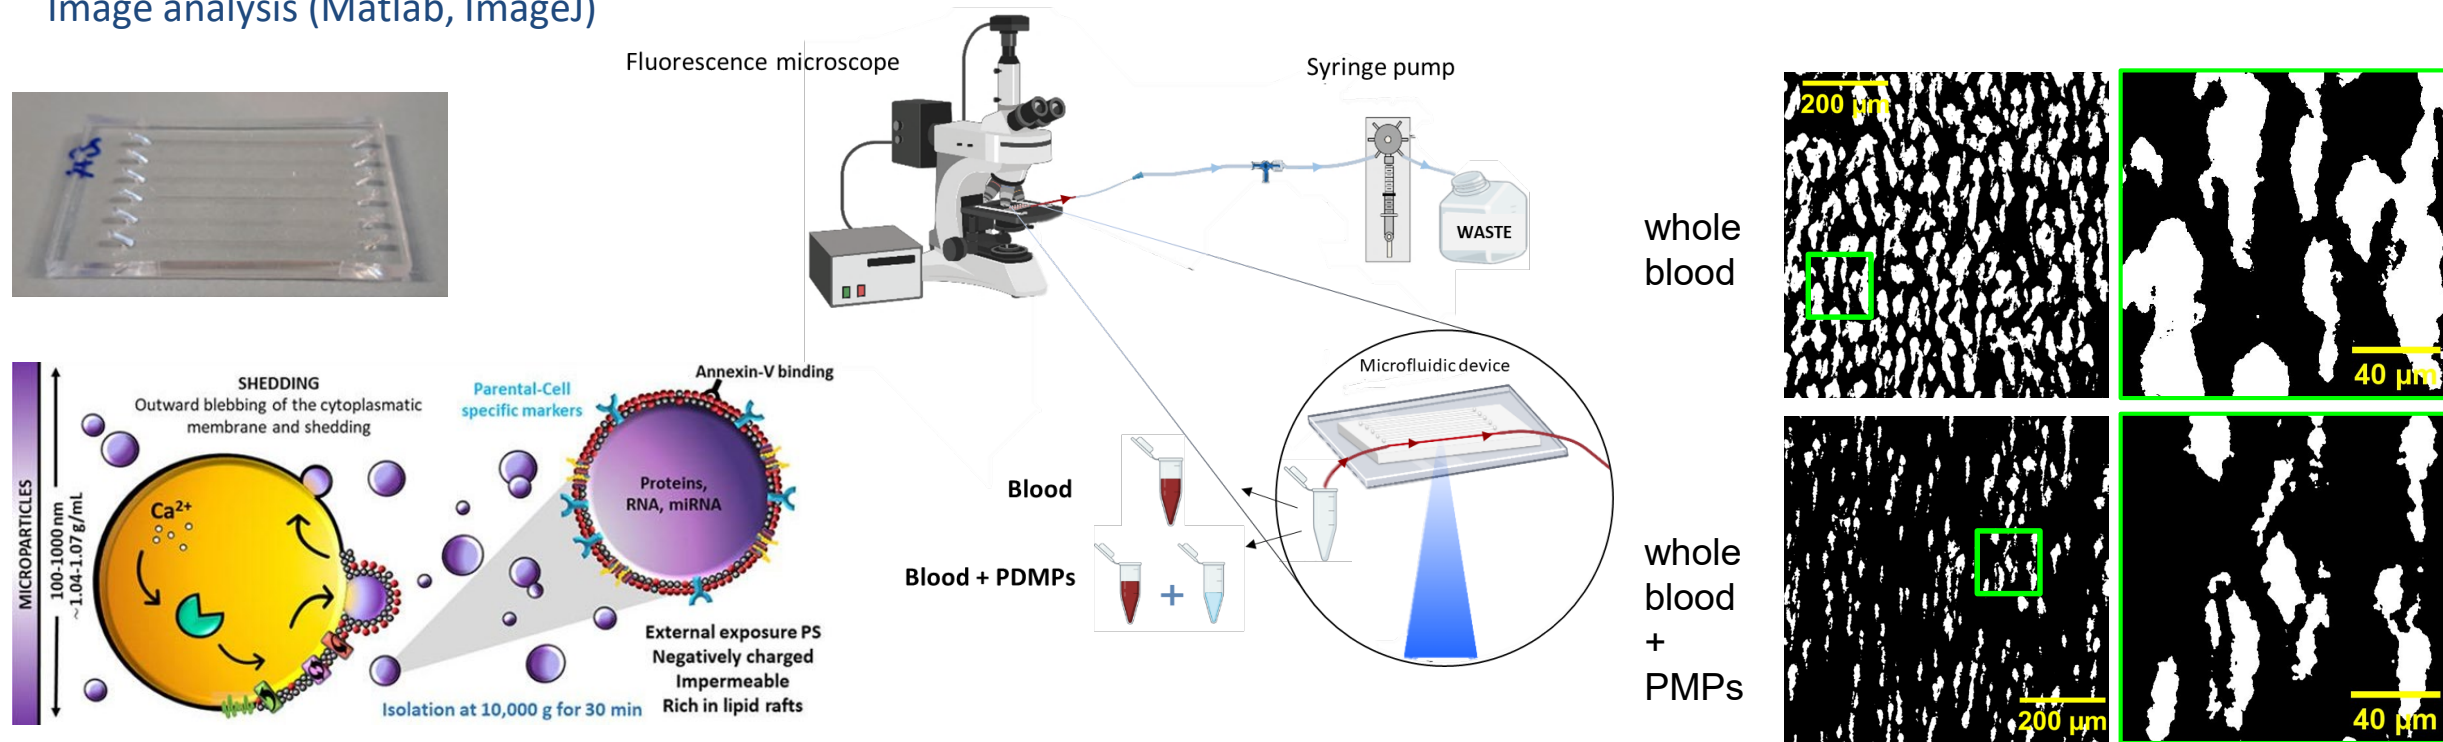 Image analysis (Matlab, ImageJ)
Fluorescence microscope
Syringe pump
WASTE
Microfluidic device
Blood
Blood + PDMPs
+
A3
MICROPARTICLES
100-1000 nm
~1.04-1.07 g/mL
SHEDDING
Outward blebbing of the cytoplasmatic
membrane and shedding
Ca²⁺
Parental-Cell
specific markers
Annexin-V binding
Proteins,
RNA, miRNA
External exposure PS
Negatively charged
Impermeable
Rich in lipid rafts
Isolation at 10,000 g for 30 min
whole
blood
200 µm
40 µm
whole
blood
+
PMPs
200 µm
40 µm